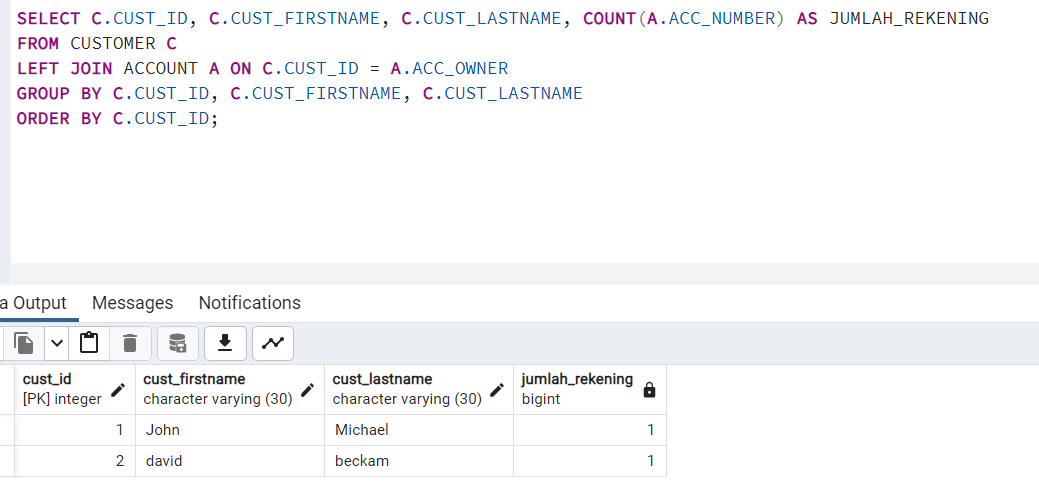 SELECT C.CUST_ID, C.CUST_FIRSTNAME, C.CUST_LASTNAME, COUNT(A.ACC_NUMBER) AS JUMLAH_REKENING
FROM CUSTOMER C
LEFT JOIN ACCOUNT A ON C.CUST_ID = A.ACC_OWNER
GROUP BY C.CUST_ID, C.CUST_FIRSTNAME, C.CUST_LASTNAME
ORDER BY C.CUST_ID;
a Output Messages Notifications
cust_id cust_firstname cust_lastname jumlah_rekening
[PK] integer character varying (30) character varying (30) bigint
1 John Michael 1
2 david beckam 1